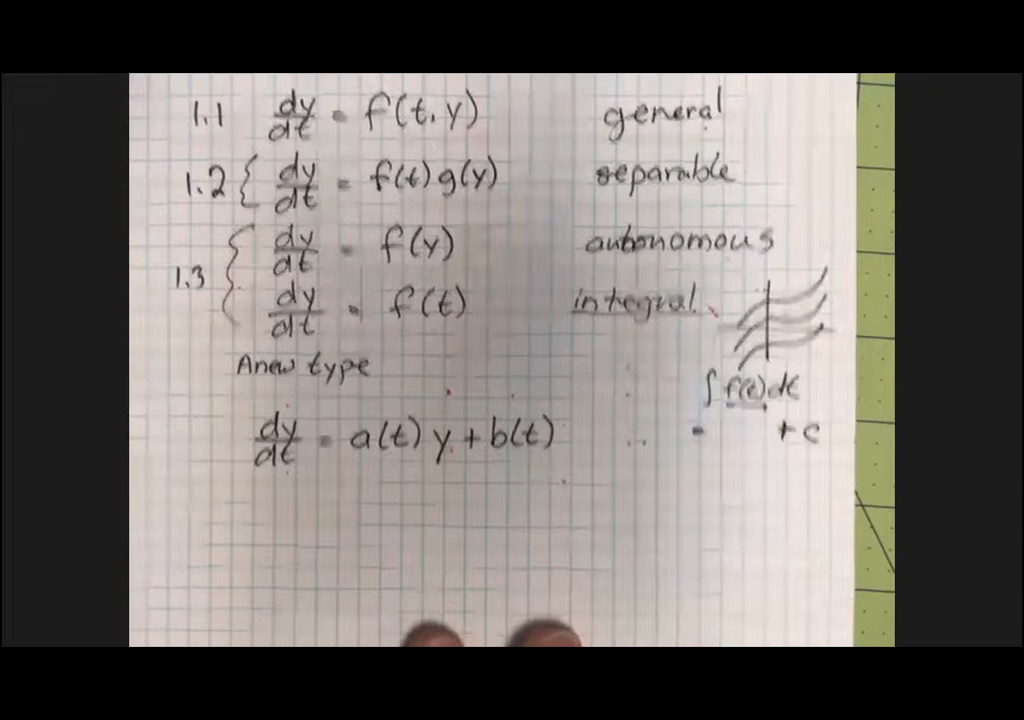 1.1 dy/dt = f(t, y) general
1.2 { dy/dt = f(t) g(y) separable
1.3 { dy/dt = f(y) autonomous
dy/dt = f(t) integral
∫ f(t) dt
= + c
A new type
dy/dt = a(t) y + b(t)